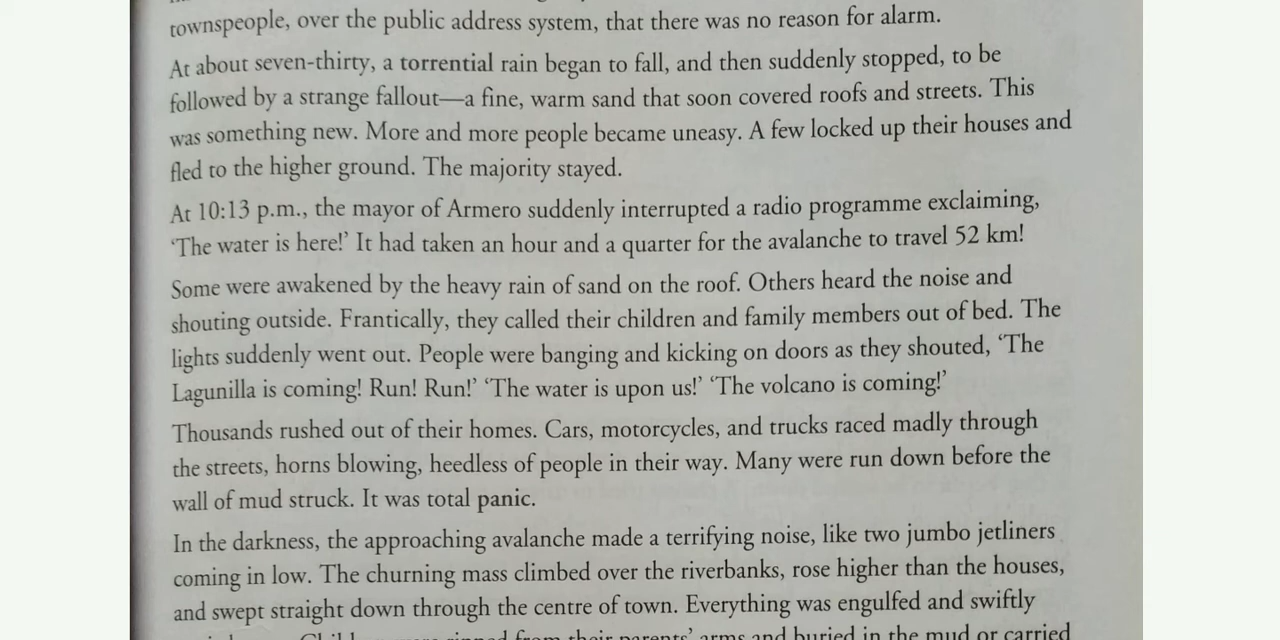 townspeople, over the public address system, that there was no reason for alarm.
At about seven-thirty, a torrential rain began to fall, and then suddenly stopped, to be
followed by a strange fallout—a fine, warm sand that soon covered roofs and streets. This
was something new. More and more people became uneasy. A few locked up their houses and
fled to the higher ground. The majority stayed.
At 10:13 p.m., the mayor of Armero suddenly interrupted a radio programme exclaiming,
‘The water is here!’ It had taken an hour and a quarter for the avalanche to travel 52 km!
Some were awakened by the heavy rain of sand on the roof. Others heard the noise and
shouting outside. Frantically, they called their children and family members out of bed. The
lights suddenly went out. People were banging and kicking on doors as they shouted, ‘The
Lagunilla is coming! Run! Run!’ ‘The water is upon us!’ ‘The volcano is coming!’
Thousands rushed out of their homes. Cars, motorcycles, and trucks raced madly through
the streets, horns blowing, heedless of people in their way. Many were run down before the
wall of mud struck. It was total panic.
In the darkness, the approaching avalanche made a terrifying noise, like two jumbo jetliners
coming in low. The churning mass climbed over the riverbanks, rose higher than the houses,
and swept straight down through the centre of town. Everything was engulfed and swiftly
from their parents’ arms and buried in the mud or carried